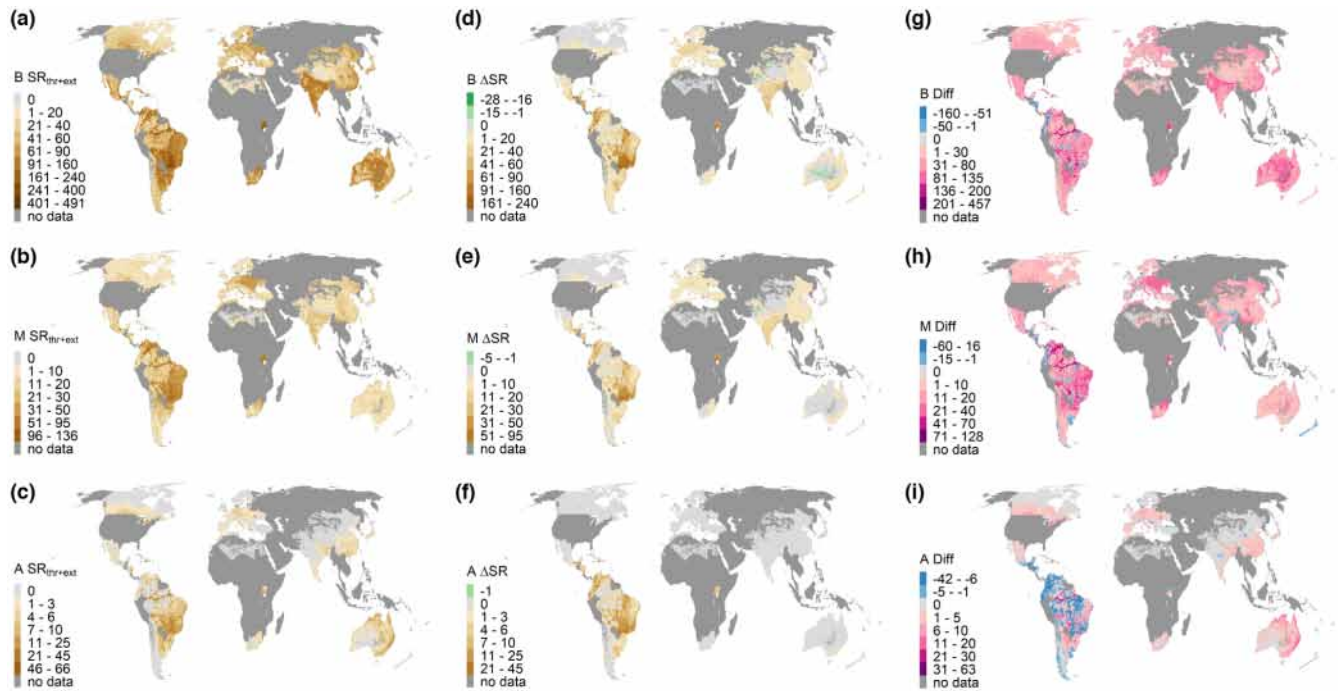 (a)
B SRthr+ext
0
1 - 20
21 - 40
41 - 60
61 - 90
91 - 160
161 - 240
241 - 400
401 - 491
no data
(d)
B ΔSR
-28 - -16
-15 - -1
0
1 - 20
21 - 40
41 - 60
61 - 90
91 - 160
161 - 240
no data
(g)
B Diff
-160 - -51
-50 - -1
0
1 - 30
31 - 80
81 - 135
136 - 200
201 - 457
no data
(b)
M SRthr+ext
0
1 - 10
11 - 20
21 - 30
31 - 50
51 - 95
96 - 136
no data
(e)
M ΔSR
-5 - -1
0
1 - 10
11 - 20
21 - 30
31 - 50
51 - 95
no data
(h)
M Diff
-60 - 16
-15 - -1
0
1 - 10
11 - 20
21 - 40
41 - 70
71 - 128
no data
(c)
A SRthr+ext
0
1 - 3
4 - 6
7 - 10
11 - 25
21 - 45
46 - 66
no data
(f)
A ΔSR
-1
0
1 - 3
4 - 6
7 - 10
11 - 25
21 - 45
no data
(i)
A Diff
-42 - -6
-5 - -1
0
1 - 5
6 - 10
11 - 20
21 - 30
31 - 63
no data